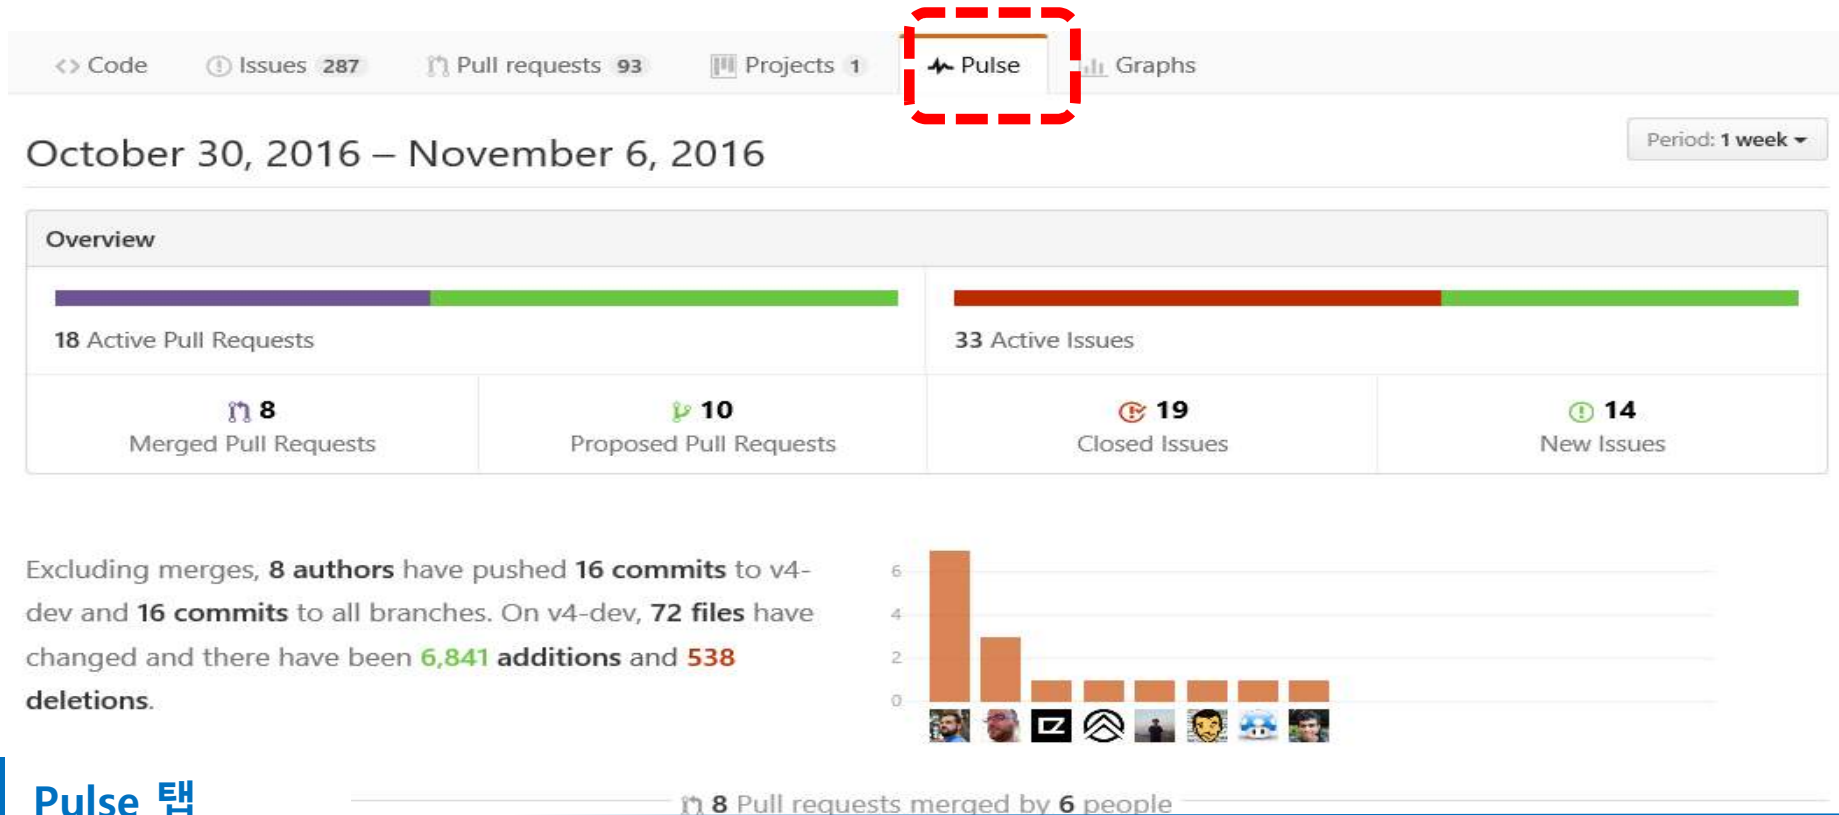 Code Issues 287 Pull requests 93 Projects 1 Pulse Graphs
October 30, 2016 – November 6, 2016
Period: 1 week
Overview
18 Active Pull Requests
33 Active Issues
8
Merged Pull Requests
10
Proposed Pull Requests
19
Closed Issues
14
New Issues
Excluding merges, 8 authors have pushed 16 commits to v4-
dev and 16 commits to all branches. On v4-dev, 72 files have
changed and there have been 6,841 additions and 538
deletions.
6
4
2
0
Pulse 탭
8 Pull requests merged by 6 people